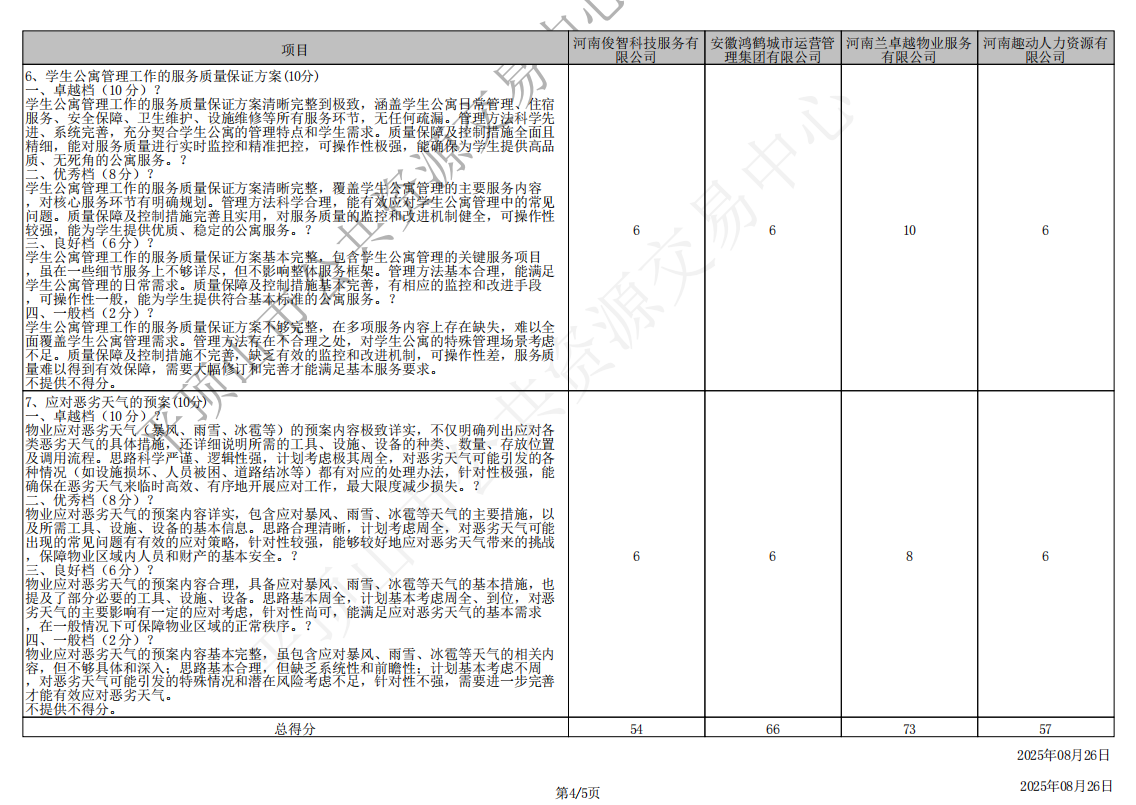 项目
河南俊智科技服务有
限公司
安徽鸿鹤城市运营管
理集团有限公司
河南兰卓越物业服务
有限公司
河南趣动人力资源有
限公司
6、学生公寓管理工作的服务质量保证方案(10分)
一、卓越档（10 分）？
学生公寓管理工作的服务质量保证方案清晰完整到极致，涵盖学生公寓日常管理、住宿
服务、安全保障、卫生维护、设施维修等所有服务环节，无任何疏漏。管理方法科学先
进、系统完善，充分契合学生公寓的管理特点和学生需求。质量保障及控制措施全面且
精细，能对服务质量进行实时监控和精准把控，可操作性极强，能确保为学生提供高品
质、无死角的公寓服务。？
二、优秀档（8 分）？
学生公寓管理工作的服务质量保证方案清晰完整，覆盖学生公寓管理的主要服务内容
，对核心服务环节有明确规划。管理方法科学合理，能有效应对学生公寓管理中的常见
问题。质量保障及控制措施完善且实用，对服务质量的监控和改进机制健全，可操作性
较强，能为学生提供优质、稳定的公寓服务。？
三、良好档（6 分）？
学生公寓管理工作的服务质量保证方案基本完整，包含学生公寓管理的关键服务项目
，虽在一些细节服务上不够详尽，但不影响整体服务框架。管理方法基本合理，能满足
学生公寓管理的日常需求。质量保障及控制措施基本完善，有相应的监控和改进手段
，可操作性一般，能为学生提供符合基本标准的公寓服务。？
四、一般档（2 分）？
学生公寓管理工作的服务质量保证方案不够完整，在多项服务内容上存在缺失，难以全
面覆盖学生公寓管理需求。管理方法存在不合理之处，对学生公寓的特殊管理场景考虑
不足。质量保障及控制措施不完善，缺乏有效的监控和改进机制，可操作性差，服务质
量难以得到有效保障，需要大幅修订和完善才能满足基本服务要求。
不提供不得分。
6
6
10
6
7、应对恶劣天气的预案(10分)
一、卓越档（10 分）？
物业应对恶劣天气（暴风、雨雪、冰雹等）的预案内容极致详实，不仅明确列出应对各
类恶劣天气的具体措施，还详细说明所需的工具、设施、设备的种类、数量、存放位置
及调用流程。思路科学严谨、逻辑性强，计划考虑极其周全，对恶劣天气可能引发的各
种情况（如设施损坏、人员被困、道路结冰等）都有对应的处理办法，针对性极强，能
确保在恶劣天气来临时高效、有序地开展应对工作，最大限度减少损失。？
二、优秀档（8 分）？
物业应对恶劣天气的预案内容详实，包含应对暴风、雨雪、冰雹等天气的主要措施，以
及所需工具、设施、设备的基本信息。思路合理清晰，计划考虑周全，对恶劣天气可能
出现的常见问题有有效的应对策略，针对性较强，能够较好地应对恶劣天气带来的挑战
，保障物业区域内人员和财产的基本安全。？
三、良好档（6 分）？
物业应对恶劣天气的预案内容合理，具备应对暴风、雨雪、冰雹等天气的基本措施，也
提及了部分必要的工具、设施、设备。思路基本周全，计划基本考虑周全、到位，对恶
劣天气的主要影响有一定的应对考虑，针对性尚可，能满足应对恶劣天气的基本需求
，在一般情况下可保障物业区域的正常秩序。？
四、一般档（2 分）？
物业应对恶劣天气的预案内容基本完整，虽包含应对暴风、雨雪、冰雹等天气的相关内
容，但不够具体和深入；思路基本合理，但缺乏系统性和前瞻性；计划基本考虑不周
，对恶劣天气可能引发的特殊情况和潜在风险考虑不足，针对性不强，需要进一步完善
才能有效应对恶劣天气。
不提供不得分。
6
6
8
6
总得分
54
66
73
57
2025年08月26日
2025年08月26日
第4/5页
平顶山市公共资源交易中心
平顶山市公共资源交易中心